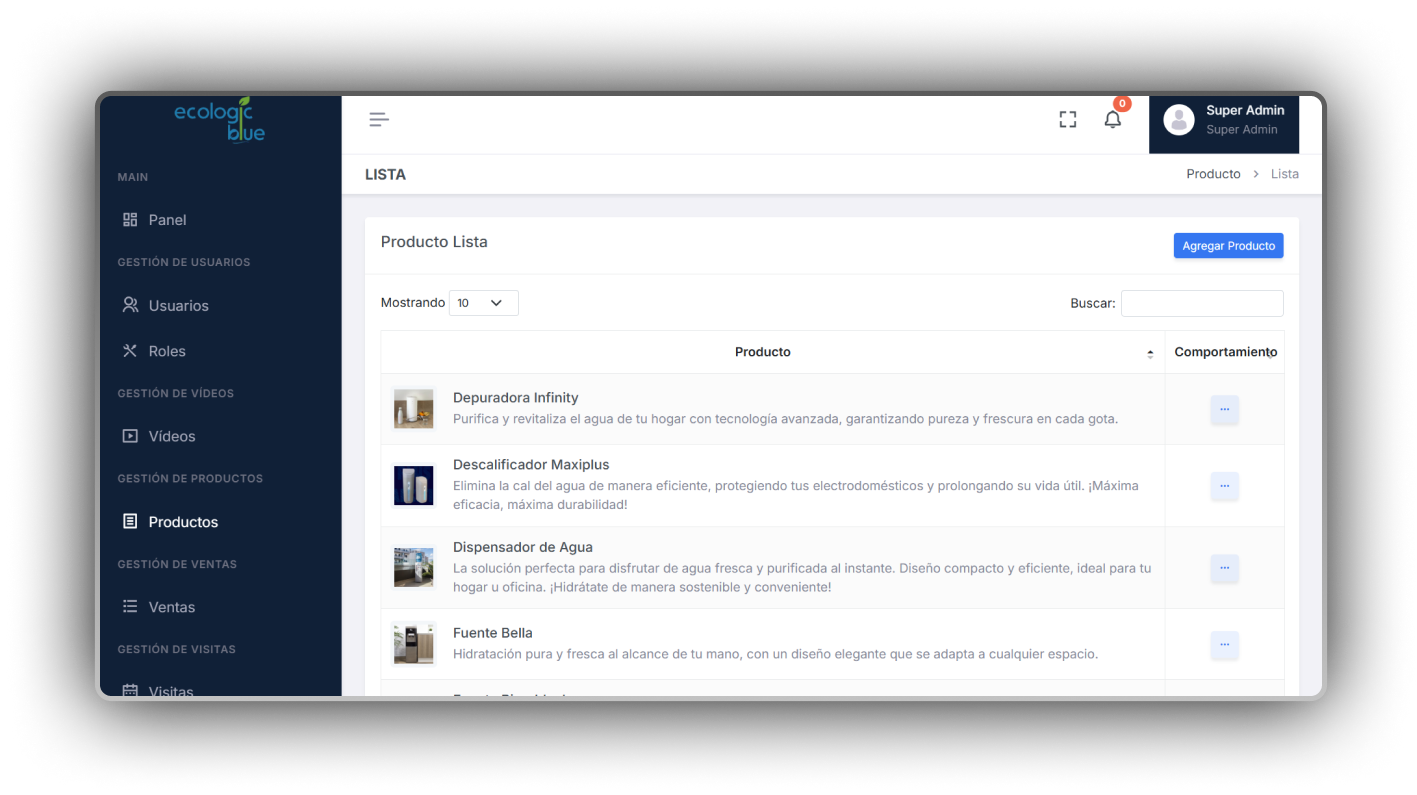 ecologic
blue
MAIN
Panel
GESTIÓN DE USUARIOS
Usuarios
Roles
GESTIÓN DE VÍDEOS
Vídeos
GESTIÓN DE PRODUCTOS
Productos
GESTIÓN DE VENTAS
Ventas
GESTIÓN DE VISITAS
Visitas
0
Super Admin
Super Admin
LISTA
Producto > Lista
Producto Lista
Agregar Producto
Mostrando 10
Buscar:
Producto
Comportamiento
Depuradora Infinity
Purifica y revitaliza el agua de tu hogar con tecnología avanzada, garantizando pureza y frescura en cada gota.
...
Descalificador Maxiplus
Elimina la cal del agua de manera eficiente, protegiendo tus electrodomésticos y prolongando su vida útil. ¡Máxima
eficacia, máxima durabilidad!
...
Dispensador de Agua
La solución perfecta para disfrutar de agua fresca y purificada al instante. Diseño compacto y eficiente, ideal para tu
hogar u oficina. ¡Hidrátate de manera sostenible y conveniente!
...
Fuente Bella
Hidratación pura y fresca al alcance de tu mano, con un diseño elegante que se adapta a cualquier espacio.
...